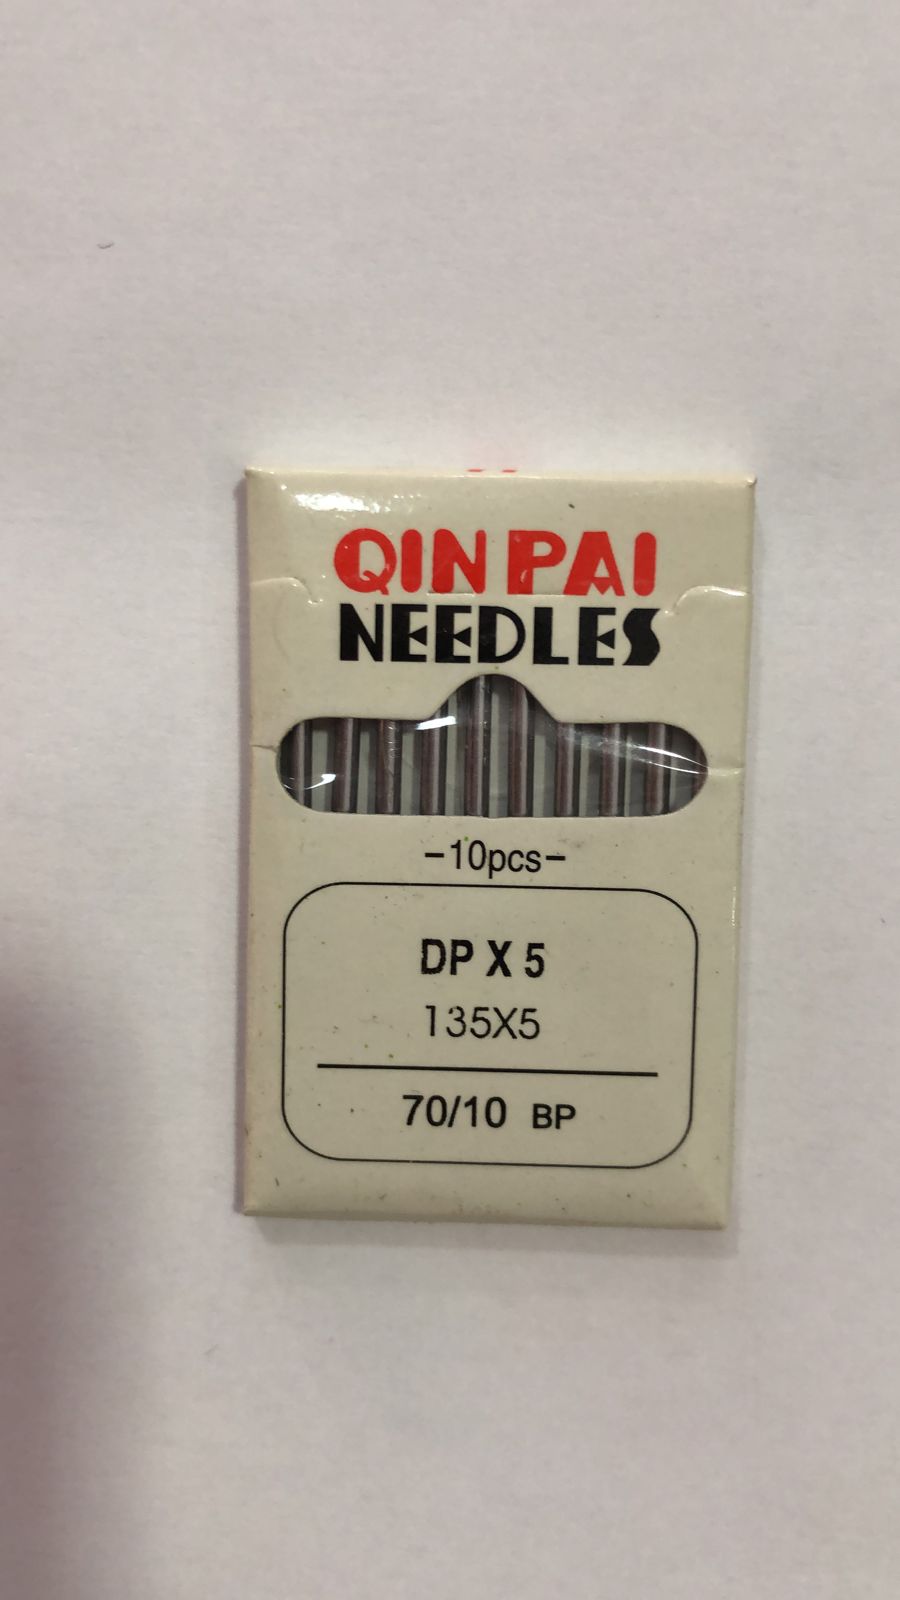 QIN PAI
NEEDLES
-10pcs-
DP X 5
135X5
70/10 BP